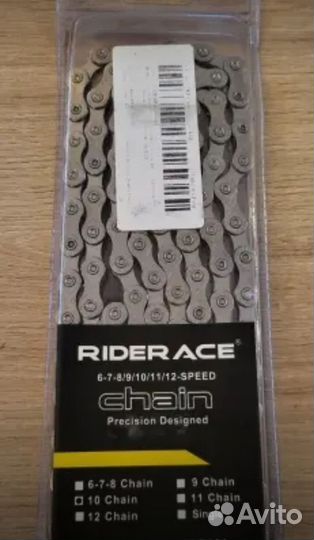 RIDERACE®
6-7-8/9/10/11/12-SPEED
chain
Precision Designed
6-7-8 Chain
9 Chain
10 Chain
11 Chain
12 Chain
Avito